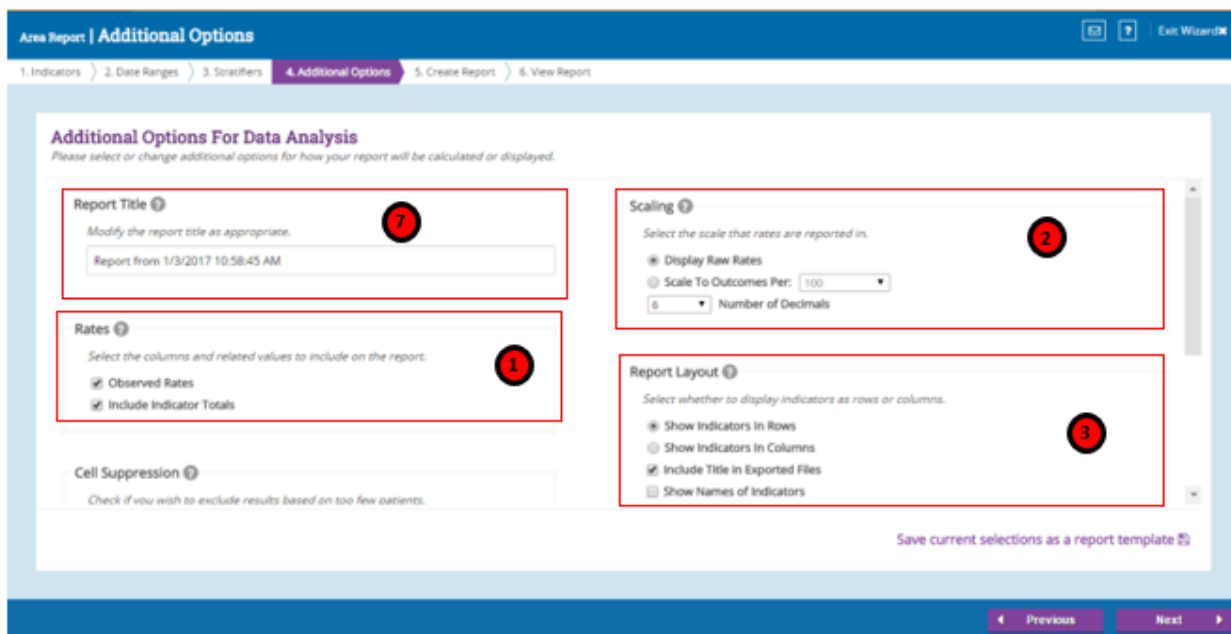 Area Report | Additional Options
Exit Wizard
1. Indicators
2. Date Ranges
3. Stratifiers
4. Additional Options
5. Create Report
6. View Report
Additional Options For Data Analysis
Please select or change additional options for how your report will be calculated or displayed.
Report Title
7
Modify the report title as appropriate.
Report from 1/3/2017 10:58:45 AM
Rates
1
Select the columns and related values to include on the report.
Observed Rates
Include Indicator Totals
Cell Suppression
Check if you wish to exclude results based on too few patients.
Scaling
2
Select the scale that rates are reported in.
Display Raw Rates
Scale To Outcomes Per: 100
6 Number of Decimals
Report Layout
Select whether to display indicators as rows or columns.
3
Show Indicators In Rows
Show Indicators In Columns
Include Title in Exported Files
Show Names of Indicators
Save current selections as a report template
Previous
Next